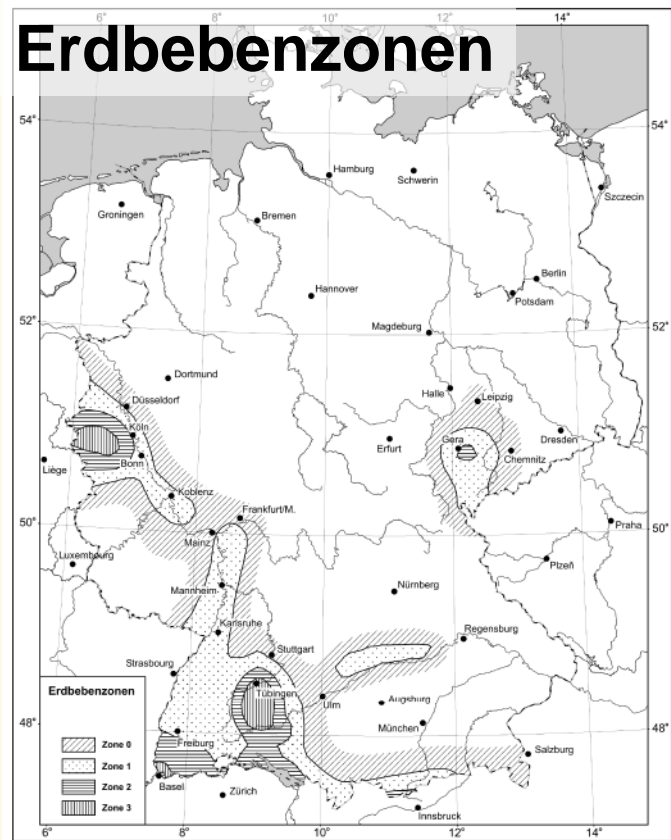 Erdbebenzonen
6° 8° 10° 12° 14°
54° 54°
Hamburg
Schwerin
Szczecin
Groningen
Bremen
Berlin
Hannover
Potsdam
52° 52°
Magdeburg
Dortmund
Halle
Leipzig
Düsseldorf
Köln
Gera
Dresden
Erfurt
Bonn
Chemnitz
Liège
Koblenz
Frankfurt/M.
50° 50°
Praha
Mainz
Luxembourg
Plzeň
Mannheim
Nürnberg
Karlsruhe
Regensburg
Stuttgart
Strasbourg
Erdbebenzonen
Tübingen
Ulm
Augsburg
48° 48°
München
Zone 0
Freiburg
Salzburg
Zone 1
Zone 2
Basel
Zürich
Zone 3
Innsbruck
6° 8° 10° 12° 14°